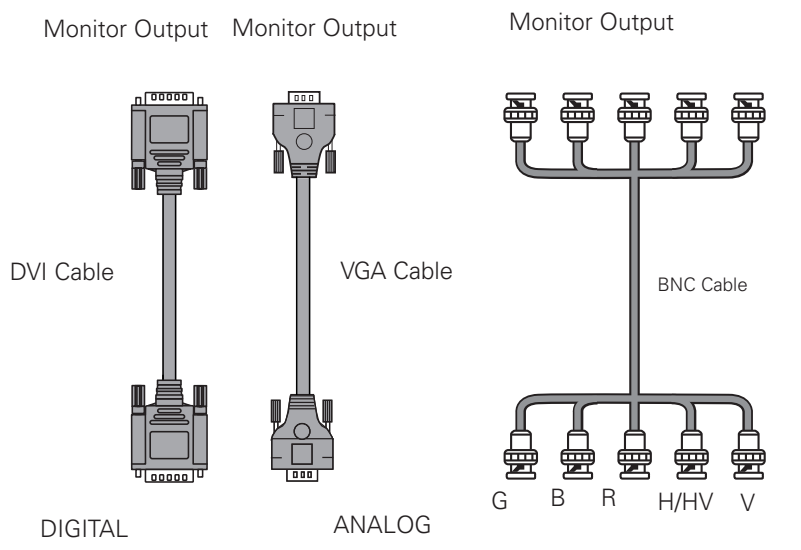 Monitor Output
Monitor Output
Monitor Output
DVI Cable
VGA Cable
BNC Cable
G
B
R
H/HV
V
DIGITAL
ANALOG